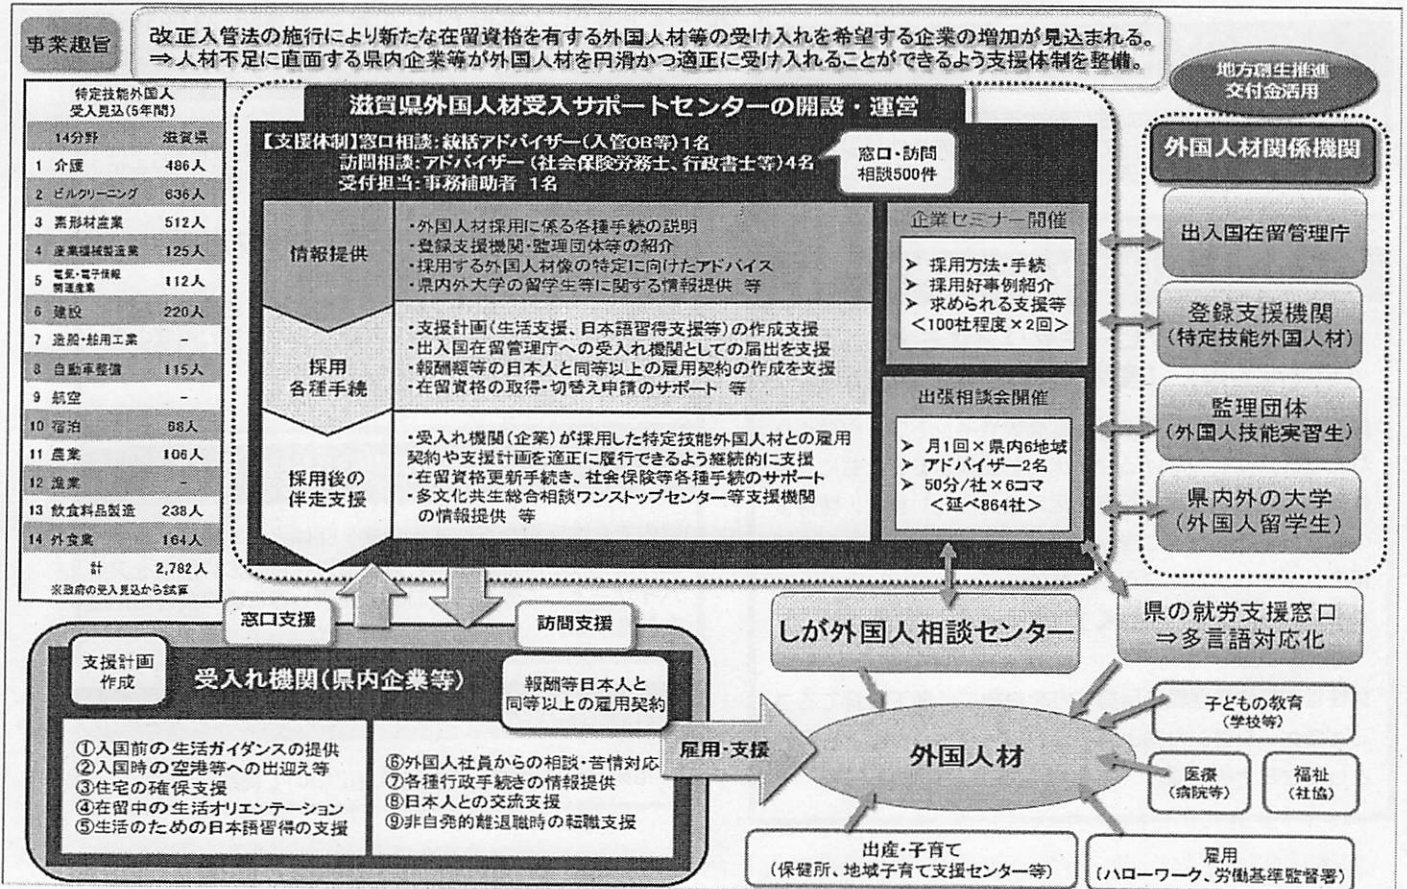 事業趣旨
改正入管法の施行により新たな在留資格を有する外国人材等の受け入れを希望する企業の増加が見込まれる。
⇒人材不足に直面する県内企業等が外国人材を円滑かつ適正に受け入れることができるよう支援体制を整備。
地方創生推進
交付金活用
特定技能外国人
受入見込(5年間)
14分野 滋賀県
1 介護 486人
2 ビルクリーニング 636人
3 素形材産業 512人
4 産業機械製造業 125人
5 電気・電子情報
関連産業 112人
6 建設 220人
7 造船・舶用工業 -
8 自動車整備 115人
9 航空 -
10 宿泊 68人
11 農業 106人
12 漁業 -
13 飲食料品製造 238人
14 外食業 164人
計 2,782人
※政府の受入見込から試算
滋賀県外国人材受入サポートセンターの開設・運営
【支援体制】窓口相談:統括アドバイザー(入管OB等)1名
訪問相談:アドバイザー(社会保険労務士、行政書士等)4名
受付担当:事務補助者 1名
窓口・訪問
相談500件
情報提供
・外国人材採用に係る各種手続の説明
・登録支援機関・監理団体等の紹介
・採用する外国人材像の特定に向けたアドバイス
・県内外大学の留学生等に関する情報提供 等
採用
各種手続
・支援計画(生活支援、日本語習得支援等)の作成支援
・出入国在留管理庁への受入れ機関としての届出を支援
・報酬額等の日本人と同等以上の雇用契約の作成を支援
・在留資格の取得・切替え申請のサポート 等
採用後の
伴走支援
・受入れ機関(企業)が採用した特定技能外国人材との雇用
契約や支援計画を適正に履行できるよう継続的に支援
・在留資格更新手続き、社会保険等各種手続のサポート
・多文化共生総合相談ワンストップセンター等支援機関
の情報提供 等
企業セミナー開催
➢ 採用方法・手続
➢ 採用好事例紹介
➢ 求められる支援等
<100社程度×2回>
出張相談会開催
➢ 月1回×県内6地域
➢ アドバイザー2名
➢ 50分/社×6コマ
<延べ864社>
外国人材関係機関
出入国在留管理庁
登録支援機関
(特定技能外国人材)
監理団体
(外国人技能実習生)
県内外の大学
(外国人留学生)
窓口支援
訪問支援
しが外国人相談センター
県の就労支援窓口
⇒多言語対応化
支援計画
作成
受入れ機関(県内企業等)
報酬等日本人と
同等以上の雇用契約
①入国前の生活ガイダンスの提供
②入国時の空港等への出迎え等
③住宅の確保支援
④在留中の生活オリエンテーション
⑤生活のための日本語習得の支援
⑥外国人社員からの相談・苦情対応
⑦各種行政手続きの情報提供
⑧日本人との交流支援
⑨非自発的離退職時の転職支援
雇用・支援
外国人材
子どもの教育
(学校等)
医療
(病院等)
福祉
(社協)
出産・子育て
(保健所、地域子育て支援センター等)
雇用
(ハローワーク、労働基準監督署)